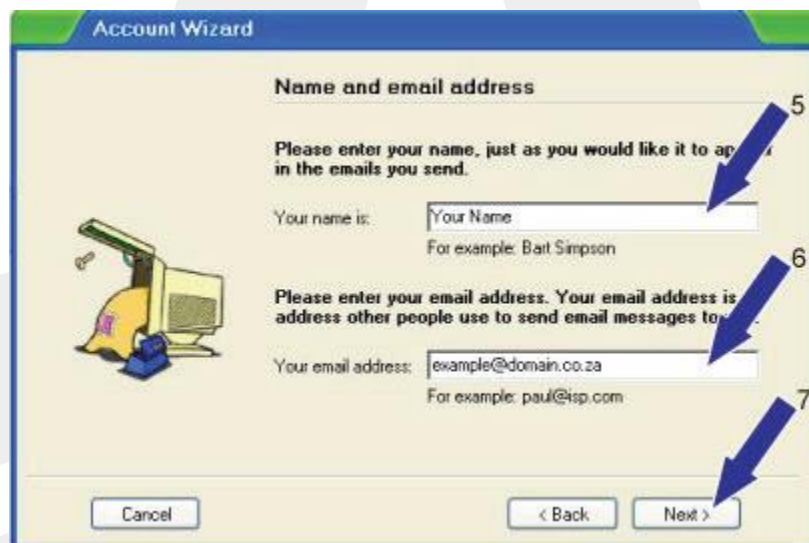 Account Wizard
Name and email address
5
Please enter your name, just as you would like it to
in the emails you send.
Your name is: Your Name
For example: Bart Simpson
6
Please enter your email address. Your email address is
address other people use to send email messages
Your email address: example@domain.co.za
For example: paul@isp.com
7
Cancel < Back Next >